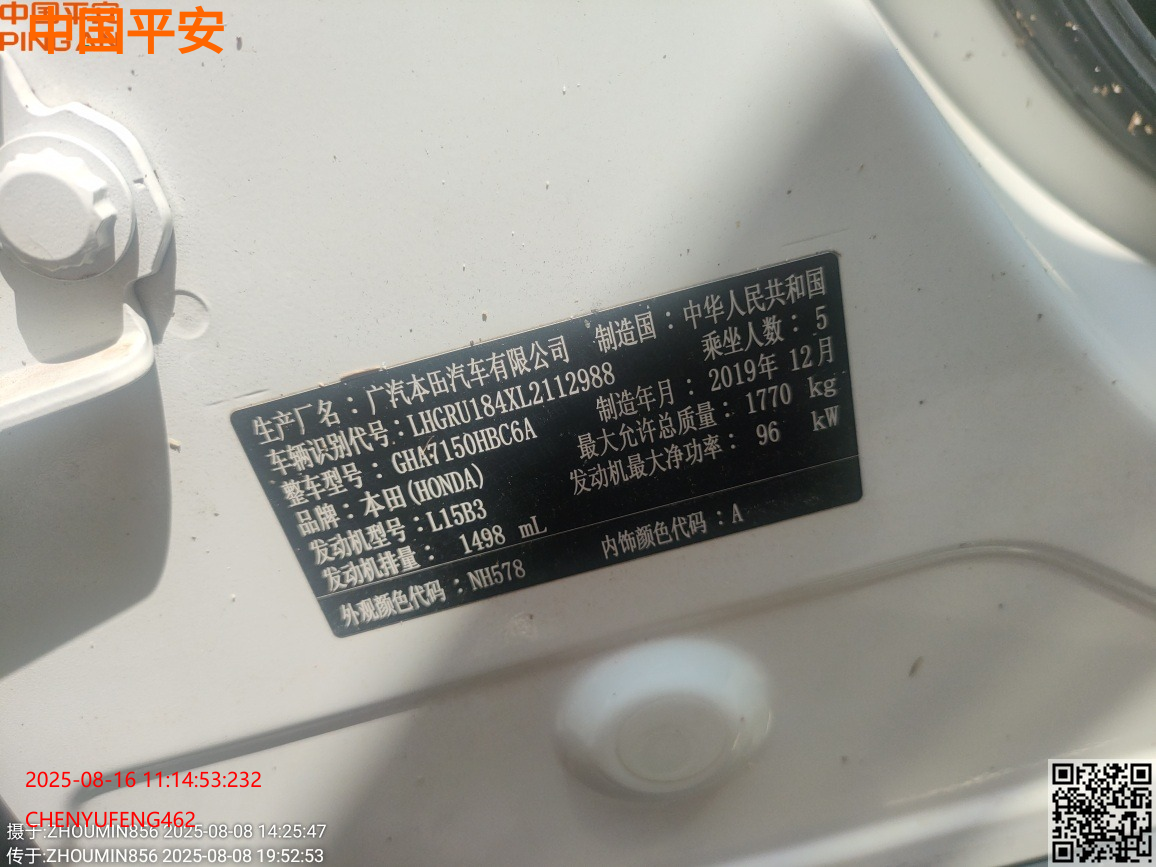 中国平安
PING AN
中国平安
生产厂名：广汽本田汽车有限公司 制造国：中华人民共和国
车辆识别代号：LHGRU184XL2112988 乘坐人数：5
整车型号：GHA7150HBC6A 制造年月：2019年 12月
品牌：本田(HONDA) 最大允许总质量：1770 kg
发动机型号：L15B3 发动机最大净功率：96 kW
发动机排量：1498 mL
外观颜色代码：NH578 内饰颜色代码：A
2025-08-16 11:14:53:232
CHENYUFENG462
摄于:ZHOUMIN856 2025-08-08 14:25:47
传于:ZHOUMIN856 2025-08-08 19:52:53